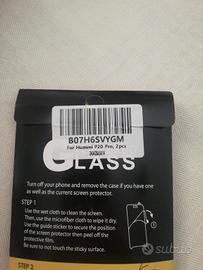 B07H6SVYGM
For Huawei P20 Pro, 2pcs
GLASS
Turn off your phone and remove the case if you have one
as well as the current screen protector.
STEP 1
Use the wet cloth to clean the screen.
Then, use the microfiber cloth to wipe it dry.
Use the guide sticker to secure the position
of the screen protector then peel off the
protective film.
Be sure not to touch the sticky surface.
STEP 2
subito